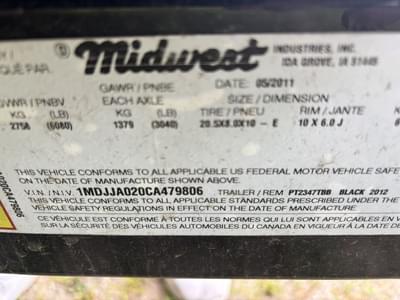 Midwest INDUSTRIES, INC.
QUÉ PAR. IDA GROVE, IA 51445
GAWR / PNBE DATE: 05/2011
GVWR / PNBV EACH AXLE SIZE / DIMENSION
KG. (LB) KG. (LB) TIRE / PNEU RIM / JANTE
2758 (6080) 1379 (3040) 20.5X8.0X10 - E 10 X 6.0 J
THIS VEHICLE CONFORMS TO ALL APPLICABLE US FEDERAL MOTOR VEHICLE SAFE
ON THE DATE OF MANUFACTURE SHOWN ABOVE.
V.I.N. / N.I.V. 1MDJJA020CA479806 TRAILER / REM PT2347TBB BLACK 2012
THIS VEHICLE CONFORMS TO ALL APPLICABLE STANDARDS PRESCRIBED UNDER THE
VEHICLE SAFETY REGULATIONS IN EFFECT ON THE DATE OF MANUFACTURE
CE VÉHICULE EST CONFORME À TOUTES LES NORMES QUI LUI SONT APPLICABLES EN V
SUR LA SÉCURITÉ DES VÉHICULES AUTOMOBILES DU CANADA EN VIGUEUR À LA DATE D
A020CA479806